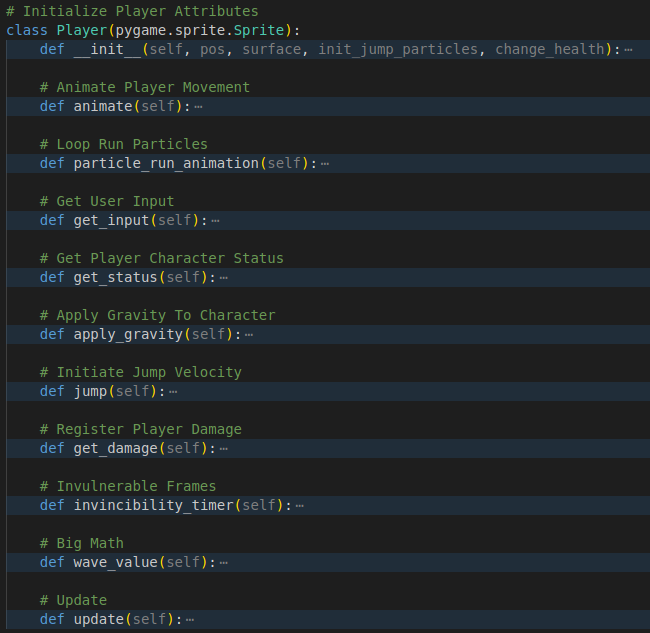 # Initialize Player Attributes
class Player(pygame.sprite.Sprite):
    def __init__(self, pos, surface, init_jump_particles, change_health):⋯
    # Animate Player Movement
    def animate(self):⋯
    # Loop Run Particles
    def particle_run_animation(self):⋯
    # Get User Input
    def get_input(self):⋯
    # Get Player Character Status
    def get_status(self):⋯
    # Apply Gravity To Character
    def apply_gravity(self):⋯
    # Initiate Jump Velocity
    def jump(self):⋯
    # Register Player Damage
    def get_damage(self):⋯
    # Invulnerable Frames
    def invincibility_timer(self):⋯
    # Big Math
    def wave_value(self):⋯
    # Update
    def update(self):⋯